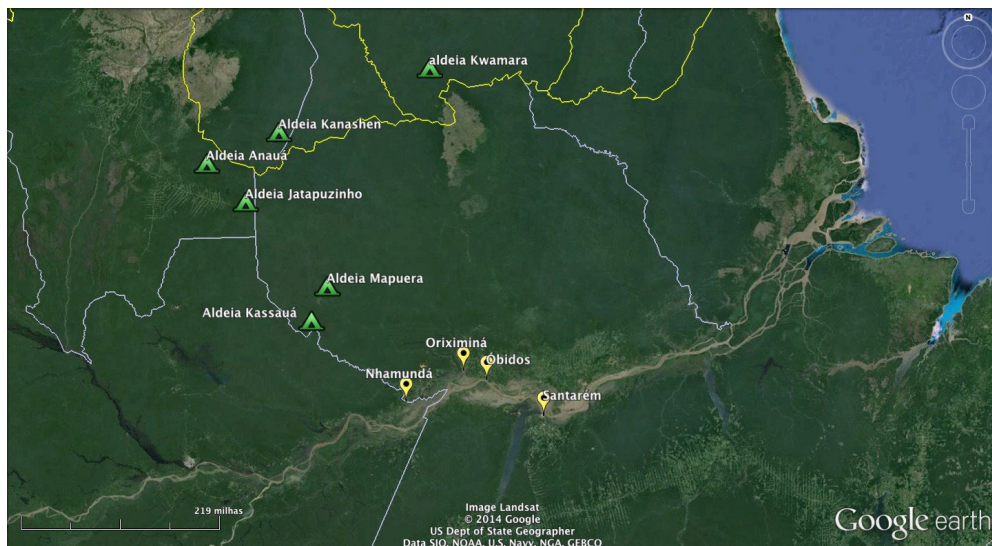 N
aldeia Kwamara
Aldeia Kanashen
Aldeia Anauá
Aldeia Jatapuzinho
Aldeia Mapuera
Aldeia Kassauá
Oriximiná
Óbidos
Nhamundá
Santarém
219 milhas
Image Landsat
© 2014 Google
US Dept of State Geographer
Data SIO, NOAA, U.S. Navy, NGA, GEBCO
Google earth